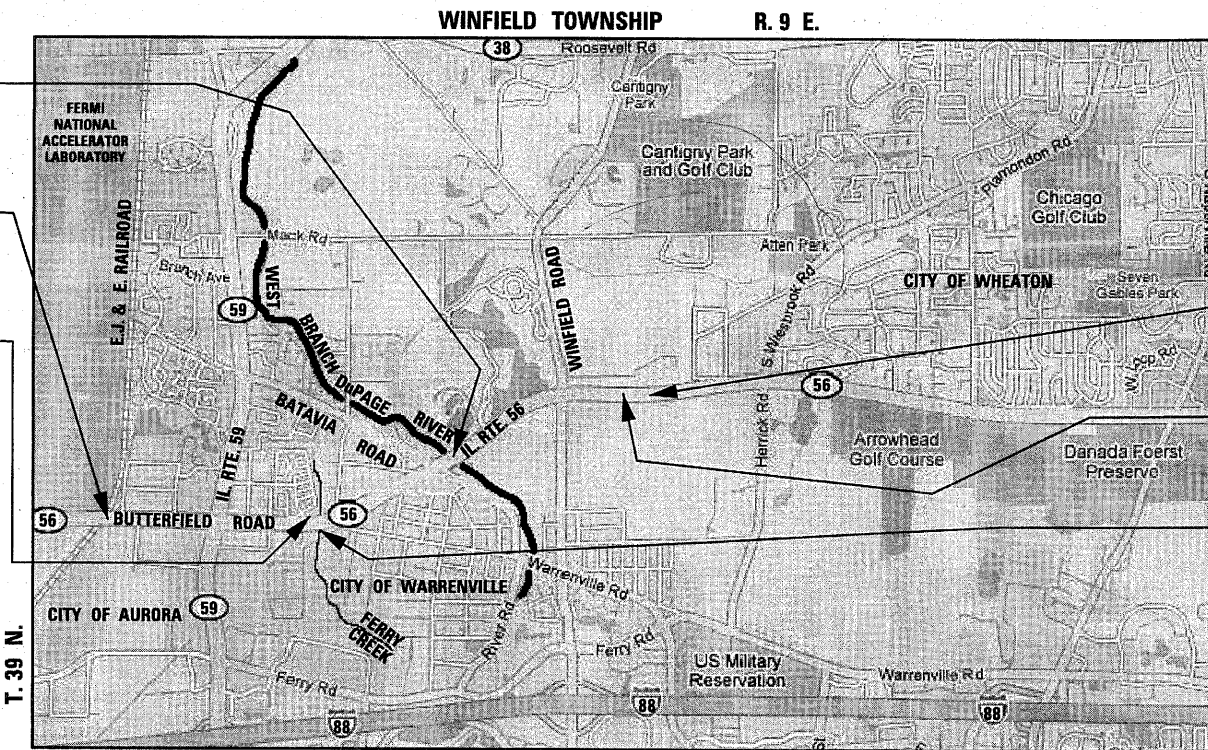 WINFIELD TOWNSHIP R. 9 E.
38
Roosevelt Rd
Cantigny
Park
FERMI
NATIONAL
ACCELERATOR
LABORATORY
Cantigny Park
and Golf Club
Plamondon Rd
Chicago
Golf Club
Mack Rd
Atten Park
Branch Ave
E.J. & E. RAILROAD
59
WEST
BRANCH DuPAGE RIVER
WINFIELD ROAD
S Wiesbrook Rd
CITY OF WHEATON
Seven
Gables Park
W Loop Rd
56
BATAVIA ROAD
IL. RTE. 56
IL. RTE. 59
Herrick Rd
Arrowhead
Golf Course
Danada Foerst
Preserve
56
BUTTERFIELD ROAD
56
CITY OF WARRENVILLE
Warrenville Rd
CITY OF AURORA
59
FERRY
CREEK
River Rd
Ferry Rd
US Military
Reservation
Warrenville Rd
Ferry Rd
T. 39 N.
88
88
88